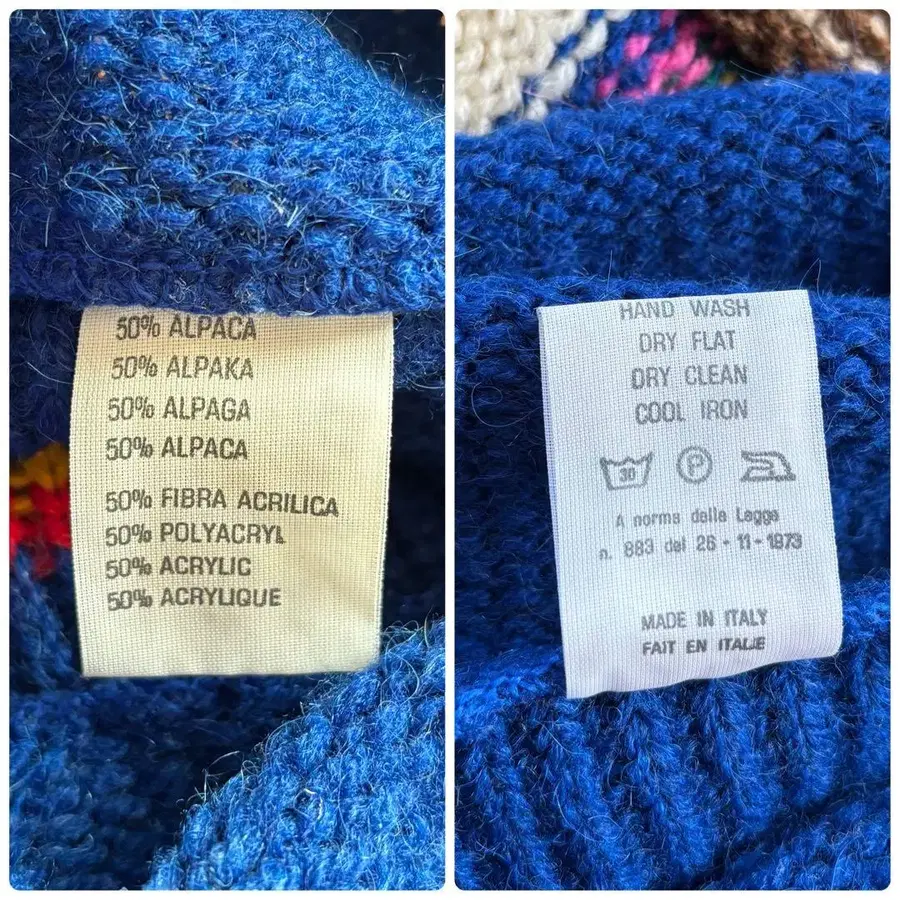 50% ALPACA
50% ALPAKA
50% ALPAGA
50% ALPACA
50% FIBRA ACRILICA
50% POLYACRYL
50% ACRYLIC
50% ACRYLIQUE
HAND WASH
DRY FLAT
DRY CLEAN
COOL IRON
30 P
A norma della Legge
n. 883 del 26 - 11 - 1973
MADE IN ITALY
FAIT EN ITALIE